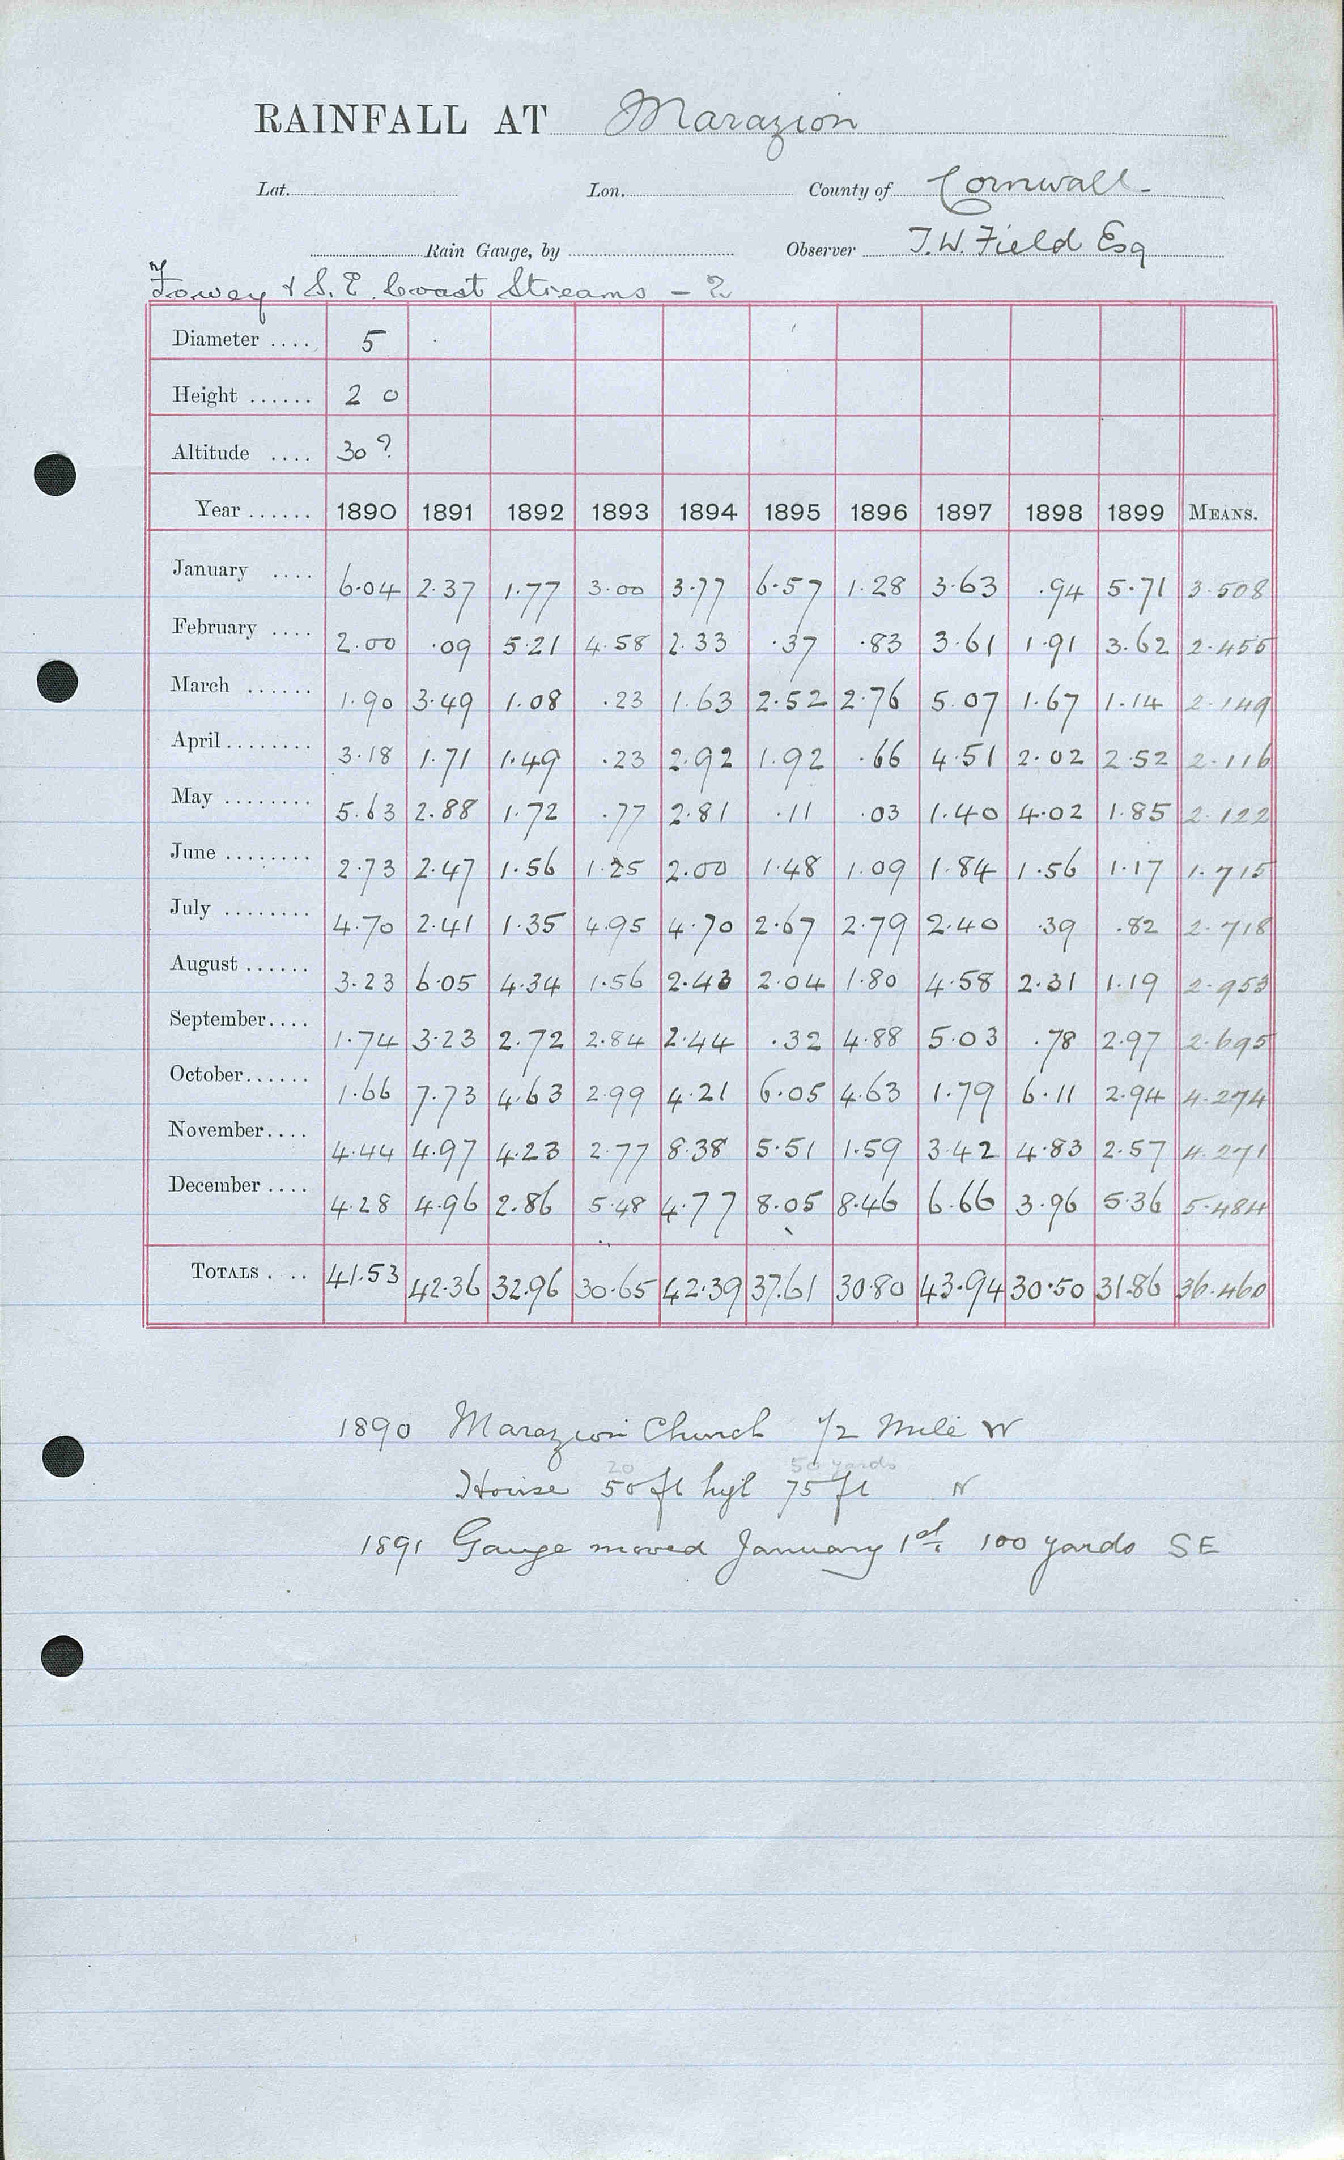 RAINFALL AT Marazion
Lat. Lon. County of Cornwall
Rain Gauge, by Observer T.W. Field Esq
Fowey & S.E. Coast Streams - 2
Diameter .... 5
Height ...... 2 0
Altitude .... 30?
Year ...... 1890 1891 1892 1893 1894 1895 1896 1897 1898 1899 MEANS.
January .... 6.04 2.37 1.77 3.00 3.77 6.57 1.28 3.63 .94 5.71 3.508
February .... 2.00 .09 5.21 4.58 2.33 .37 .83 3.61 1.91 3.62 2.455
March ...... 1.90 3.49 1.08 .23 1.63 2.52 2.76 5.07 1.67 1.14 2.149
April ........ 3.18 1.71 1.49 .23 2.92 1.92 .66 4.51 2.02 2.52 2.116
May ........ 5.63 2.88 1.72 .77 2.81 .11 .03 1.40 4.02 1.85 2.122
June ........ 2.73 2.47 1.56 1.25 2.00 1.48 1.09 1.84 1.56 1.17 1.715
July ........ 4.70 2.41 1.35 4.95 4.70 2.67 2.79 2.40 .39 .82 2.718
August ...... 3.23 6.05 4.34 1.56 2.43 2.04 1.80 4.58 2.31 1.19 2.953
September.... 1.74 3.23 2.72 2.84 2.44 .32 4.88 5.03 .78 2.97 2.695
October...... 1.66 7.73 4.63 2.99 4.21 6.05 4.63 1.79 6.11 2.94 4.274
November.... 4.44 4.97 4.23 2.77 8.38 5.51 1.59 3.42 4.83 2.57 4.271
December .... 4.28 4.96 2.86 5.48 4.77 8.05 8.46 6.66 3.96 5.36 5.484
TOTALS .... 41.53 42.36 32.96 30.65 42.39 37.61 30.80 43.94 30.50 31.86 36.460
1890 Marazion Church 1/2 mile W
20 50 yards
House 50 ft high 75 ft N
1891 Gauge moved January 1st. 100 yards SE